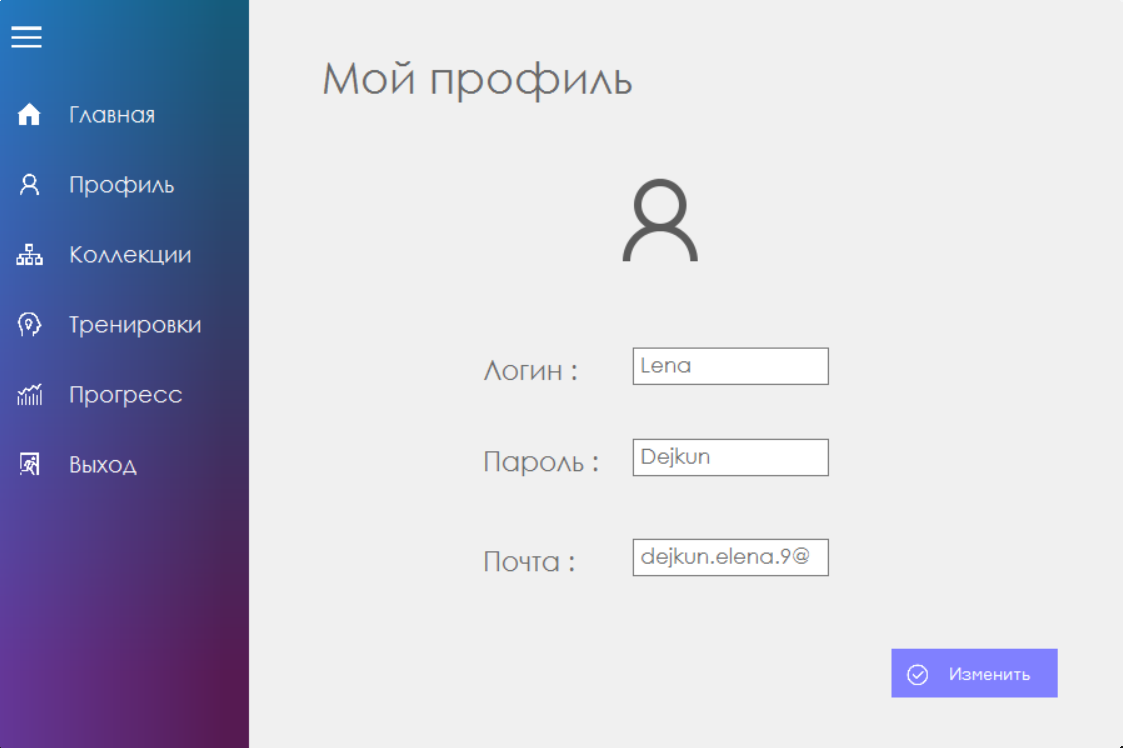 Главная
Профиль
Коллекции
Тренировки
Прогресс
Выход
Мой профиль
Логин : Lena
Пароль : Dejkun
Почта : dejkun.elena.9@
Изменить